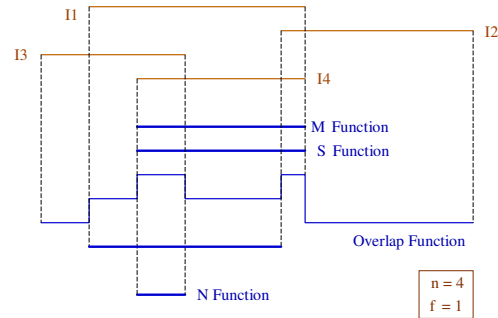 I1
I2
I3
I4
M Function
S Function
Overlap Function
N Function
n = 4
f = 1